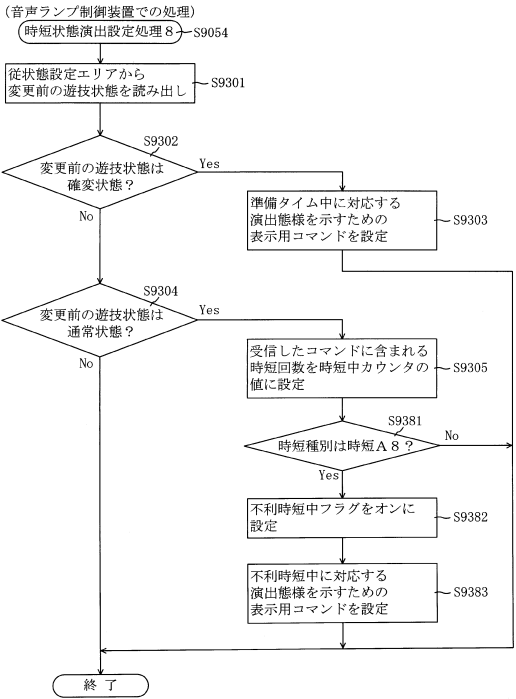 (音声ランプ制御装置での処理)
時短状態演出設定処理8
S9054
従状態設定エリアから
変更前の遊技状態を読み出し
S9301
S9302
変更前の遊技状態は
確変状態?
Yes
No
準備タイム中に対応する
演出態様を示すための
表示用コマンドを設定
S9303
S9304
変更前の遊技状態は
通常状態?
Yes
No
受信したコマンドに含まれる
時短回数を時短中カウンタの
値に設定
S9305
S9381
時短種別は時短A8?
No
Yes
不利時短中フラグをオンに
設定
S9382
不利時短中に対応する
演出態様を示すための
表示用コマンドを設定
S9383
終了